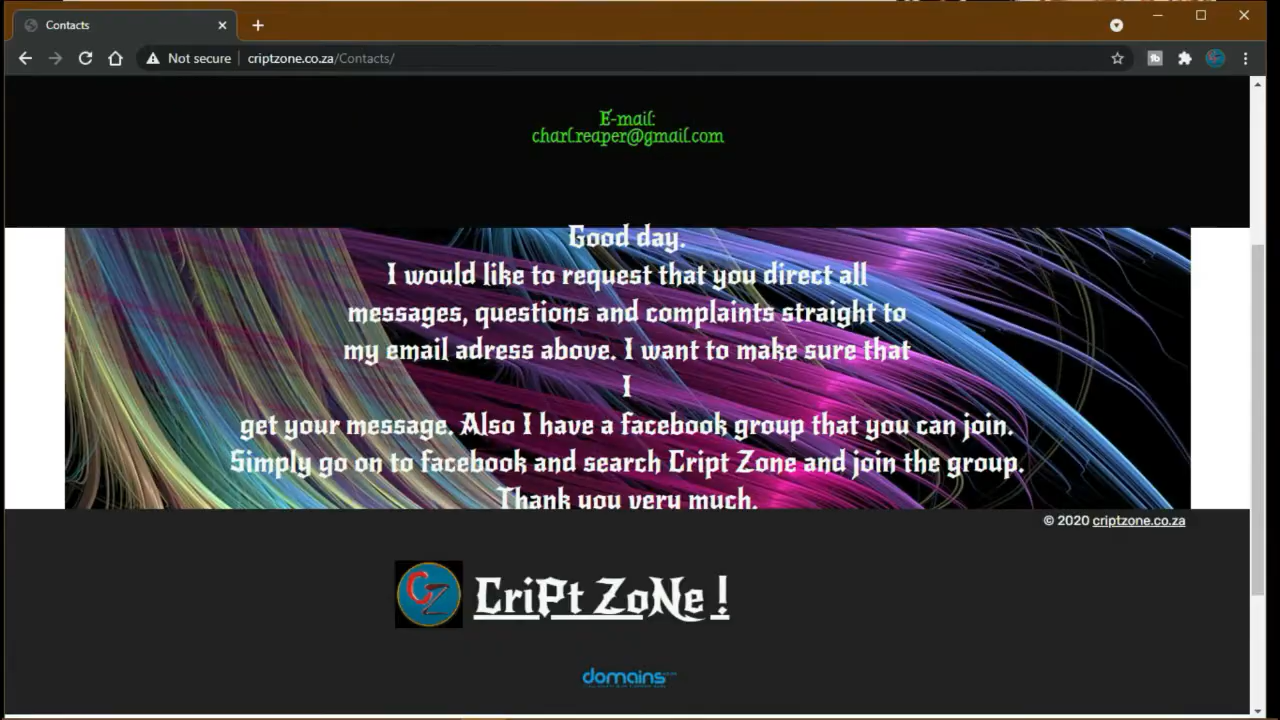 Contacts
Not secure
criptzone.co.za/Contacts/
E-mail:
charl.reaper@gmail.com
Good day.
I would like to request that you direct all
messages, questions and complaints straight to
my email adress above. I want to make sure that
I
get your message. Also I have a facebook group that you can join.
Simply go on to facebook and search Cript Zone and join the group.
Thank you very much.
© 2020 criptzone.co.za
CZ
CriPt ZoNe !
domains